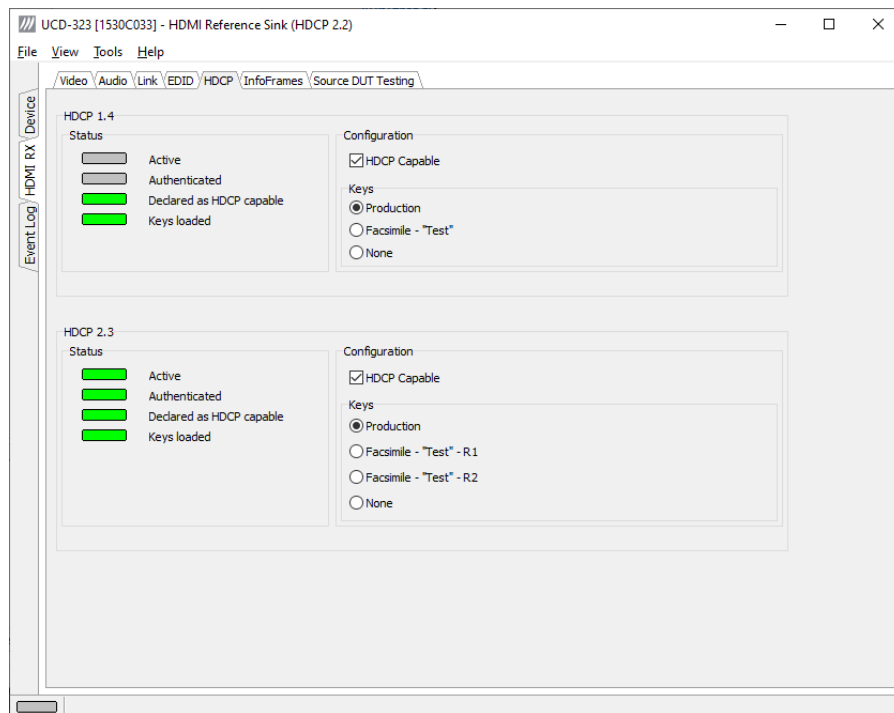 UCD-323 [1530C033] - HDMI Reference Sink (HDCP 2.2)
File View Tools Help
Video Audio Link EDID HDCP InfoFrames Source DUT Testing
Device
HDMI RX
Event Log
HDCP 1.4
Status
Active
Authenticated
Declared as HDCP capable
Keys loaded
Configuration
HDCP Capable
Keys
Production
Facsimile - "Test"
None
HDCP 2.3
Status
Active
Authenticated
Declared as HDCP capable
Keys loaded
Configuration
HDCP Capable
Keys
Production
Facsimile - "Test" - R1
Facsimile - "Test" - R2
None